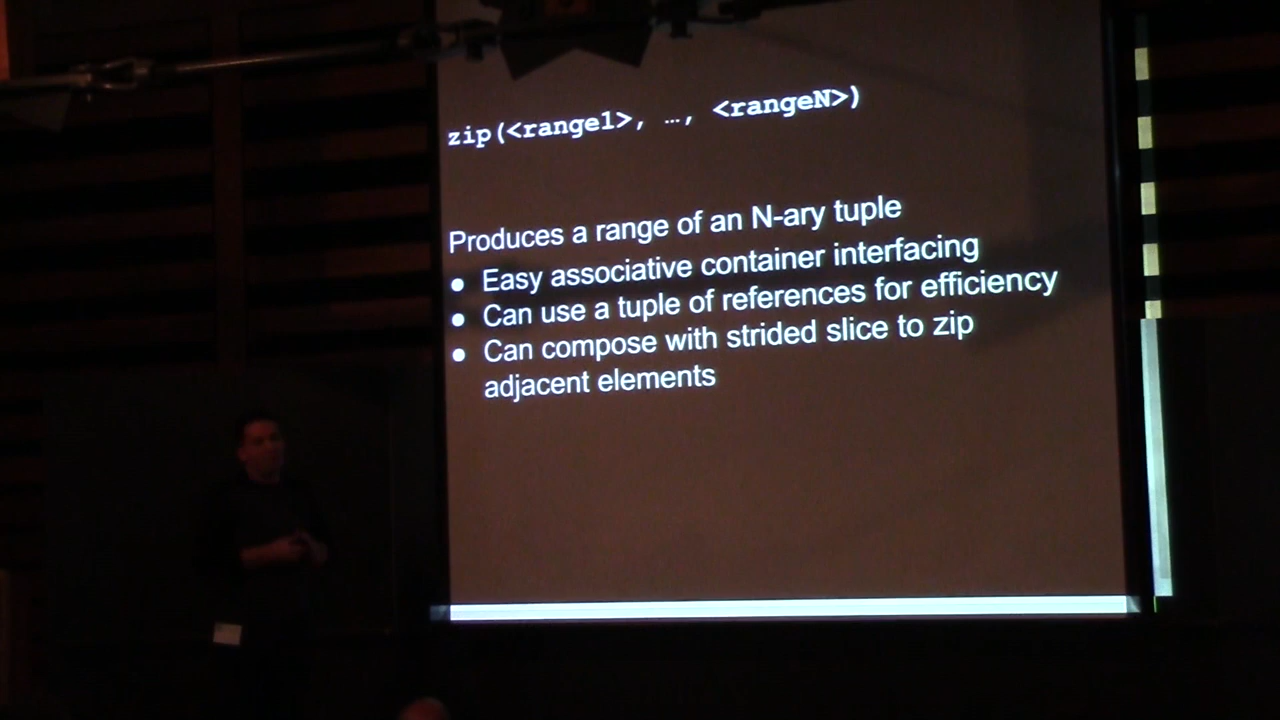 zip(<range1>, …, <rangeN>)
Produces a range of an N-ary tuple
● Easy associative container interfacing
● Can use a tuple of references for efficiency
● Can compose with strided slice to zip
adjacent elements